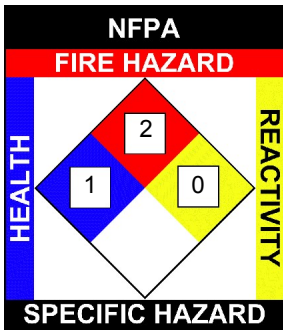 NFPA
FIRE HAZARD
HEALTH
2
1
0
REACTIVITY
SPECIFIC HAZARD